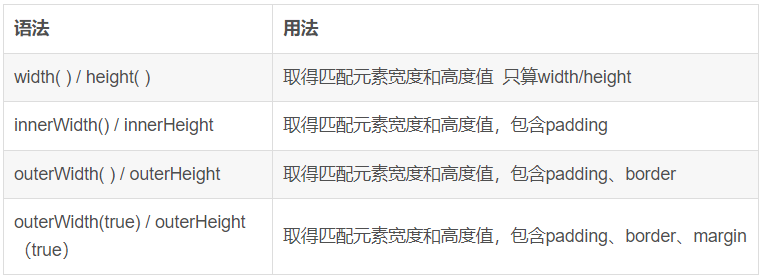 语法 用法
width( ) / height( ) 取得匹配元素宽度和高度值 只算width/height
innerWidth() / innerHeight 取得匹配元素宽度和高度值，包含padding
outerWidth( ) / outerHeight 取得匹配元素宽度和高度值，包含padding、border
outerWidth(true) / outerHeight
（true） 取得匹配元素宽度和高度值，包含padding、border、margin